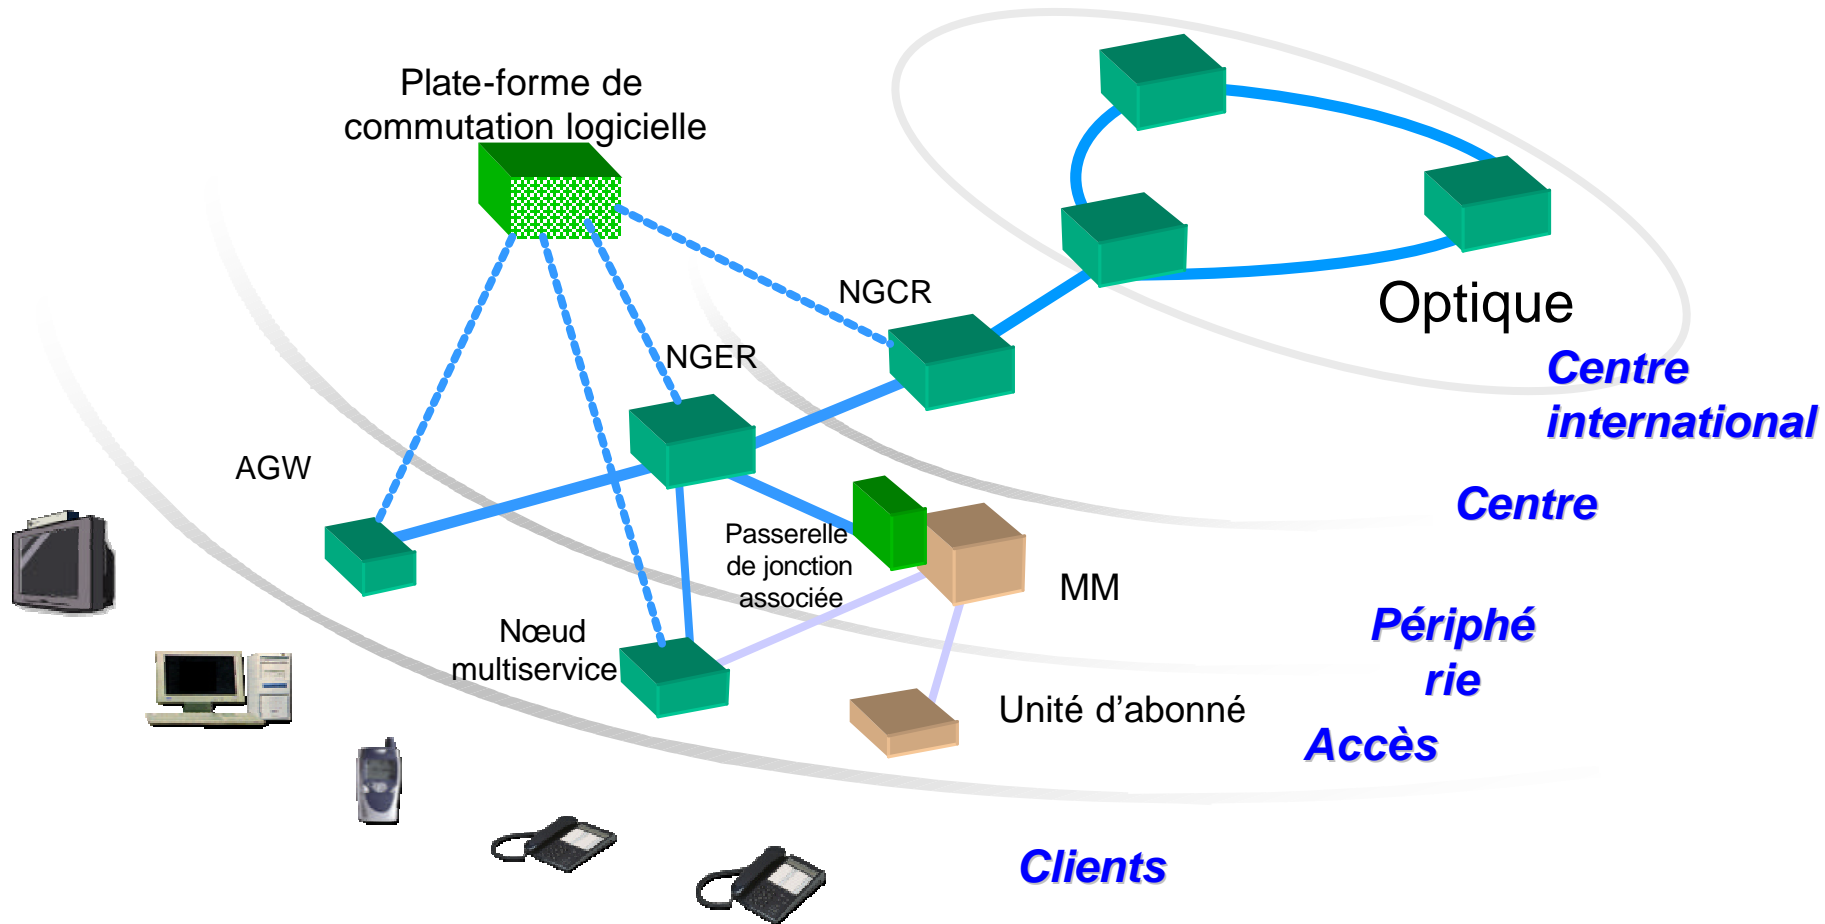 Plate-forme de
commutation logicielle
NGCR
Optique
NGER
Centre
international
AGW
Centre
Passerelle
de jonction
associée
MM
Nœud
multiservice
Périphé
rie
Unité d'abonné
Accès
Clients